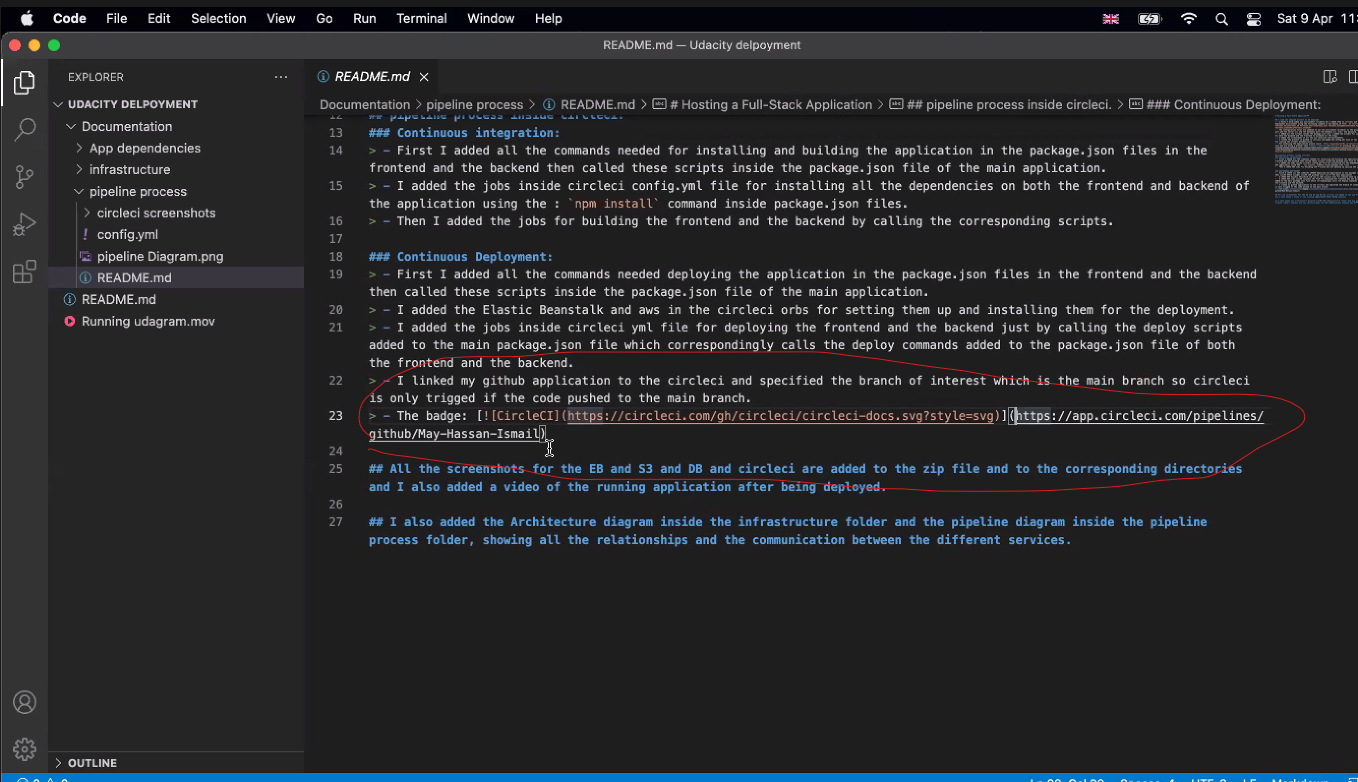 Code File Edit Selection View Go Run Terminal Window Help Sat 9 Apr 11:
README.md — Udacity delpoyment
EXPLORER
README.md
UDACITY DELPOYMENT
Documentation > pipeline process > README.md > # Hosting a Full-Stack Application > ## pipeline process inside circleci. > ### Continuous Deployment:
Documentation
App dependencies
infrastructure
pipeline process
circleci screenshots
config.yml
pipeline Diagram.png
README.md
README.md
Running udagram.mov
12 ## pipeline process inside circleci.
13 ### Continuous integration:
14 > - First I added all the commands needed for installing and building the application in the package.json files in the
frontend and the backend then called these scripts inside the package.json file of the main application.
15 > - I added the jobs inside circleci config.yml file for installing all the dependencies on both the frontend and backend of
the application using the : `npm install` command inside package.json files.
16 > - Then I added the jobs for building the frontend and the backend by calling the corresponding scripts.
17
18 ### Continuous Deployment:
19 > - First I added all the commands needed deploying the application in the package.json files in the frontend and the backend
then called these scripts inside the package.json file of the main application.
20 > - I added the Elastic Beanstalk and aws in the circleci orbs for setting them up and installing them for the deployment.
21 > - I added the jobs inside circleci yml file for deploying the frontend and the backend just by calling the deploy scripts
added to the main package.json file which correspondingly calls the deploy commands added to the package.json file of both
the frontend and the backend.
22 > - I linked my github application to the circleci and specified the branch of interest which is the main branch so circleci
is only trigged if the code pushed to the main branch.
23 > - The badge: [![CircleCI](https://circleci.com/gh/circleci/circleci-docs.svg?style=svg)](https://app.circleci.com/pipelines/
github/May-Hassan-Ismail)
24
25 ## All the screenshots for the EB and S3 and DB and circleci are added to the zip file and to the corresponding directories
and I also added a video of the running application after being deployed.
26
27 ## I also added the Architecture diagram inside the infrastructure folder and the pipeline diagram inside the pipeline
process folder, showing all the relationships and the communication between the different services.
OUTLINE